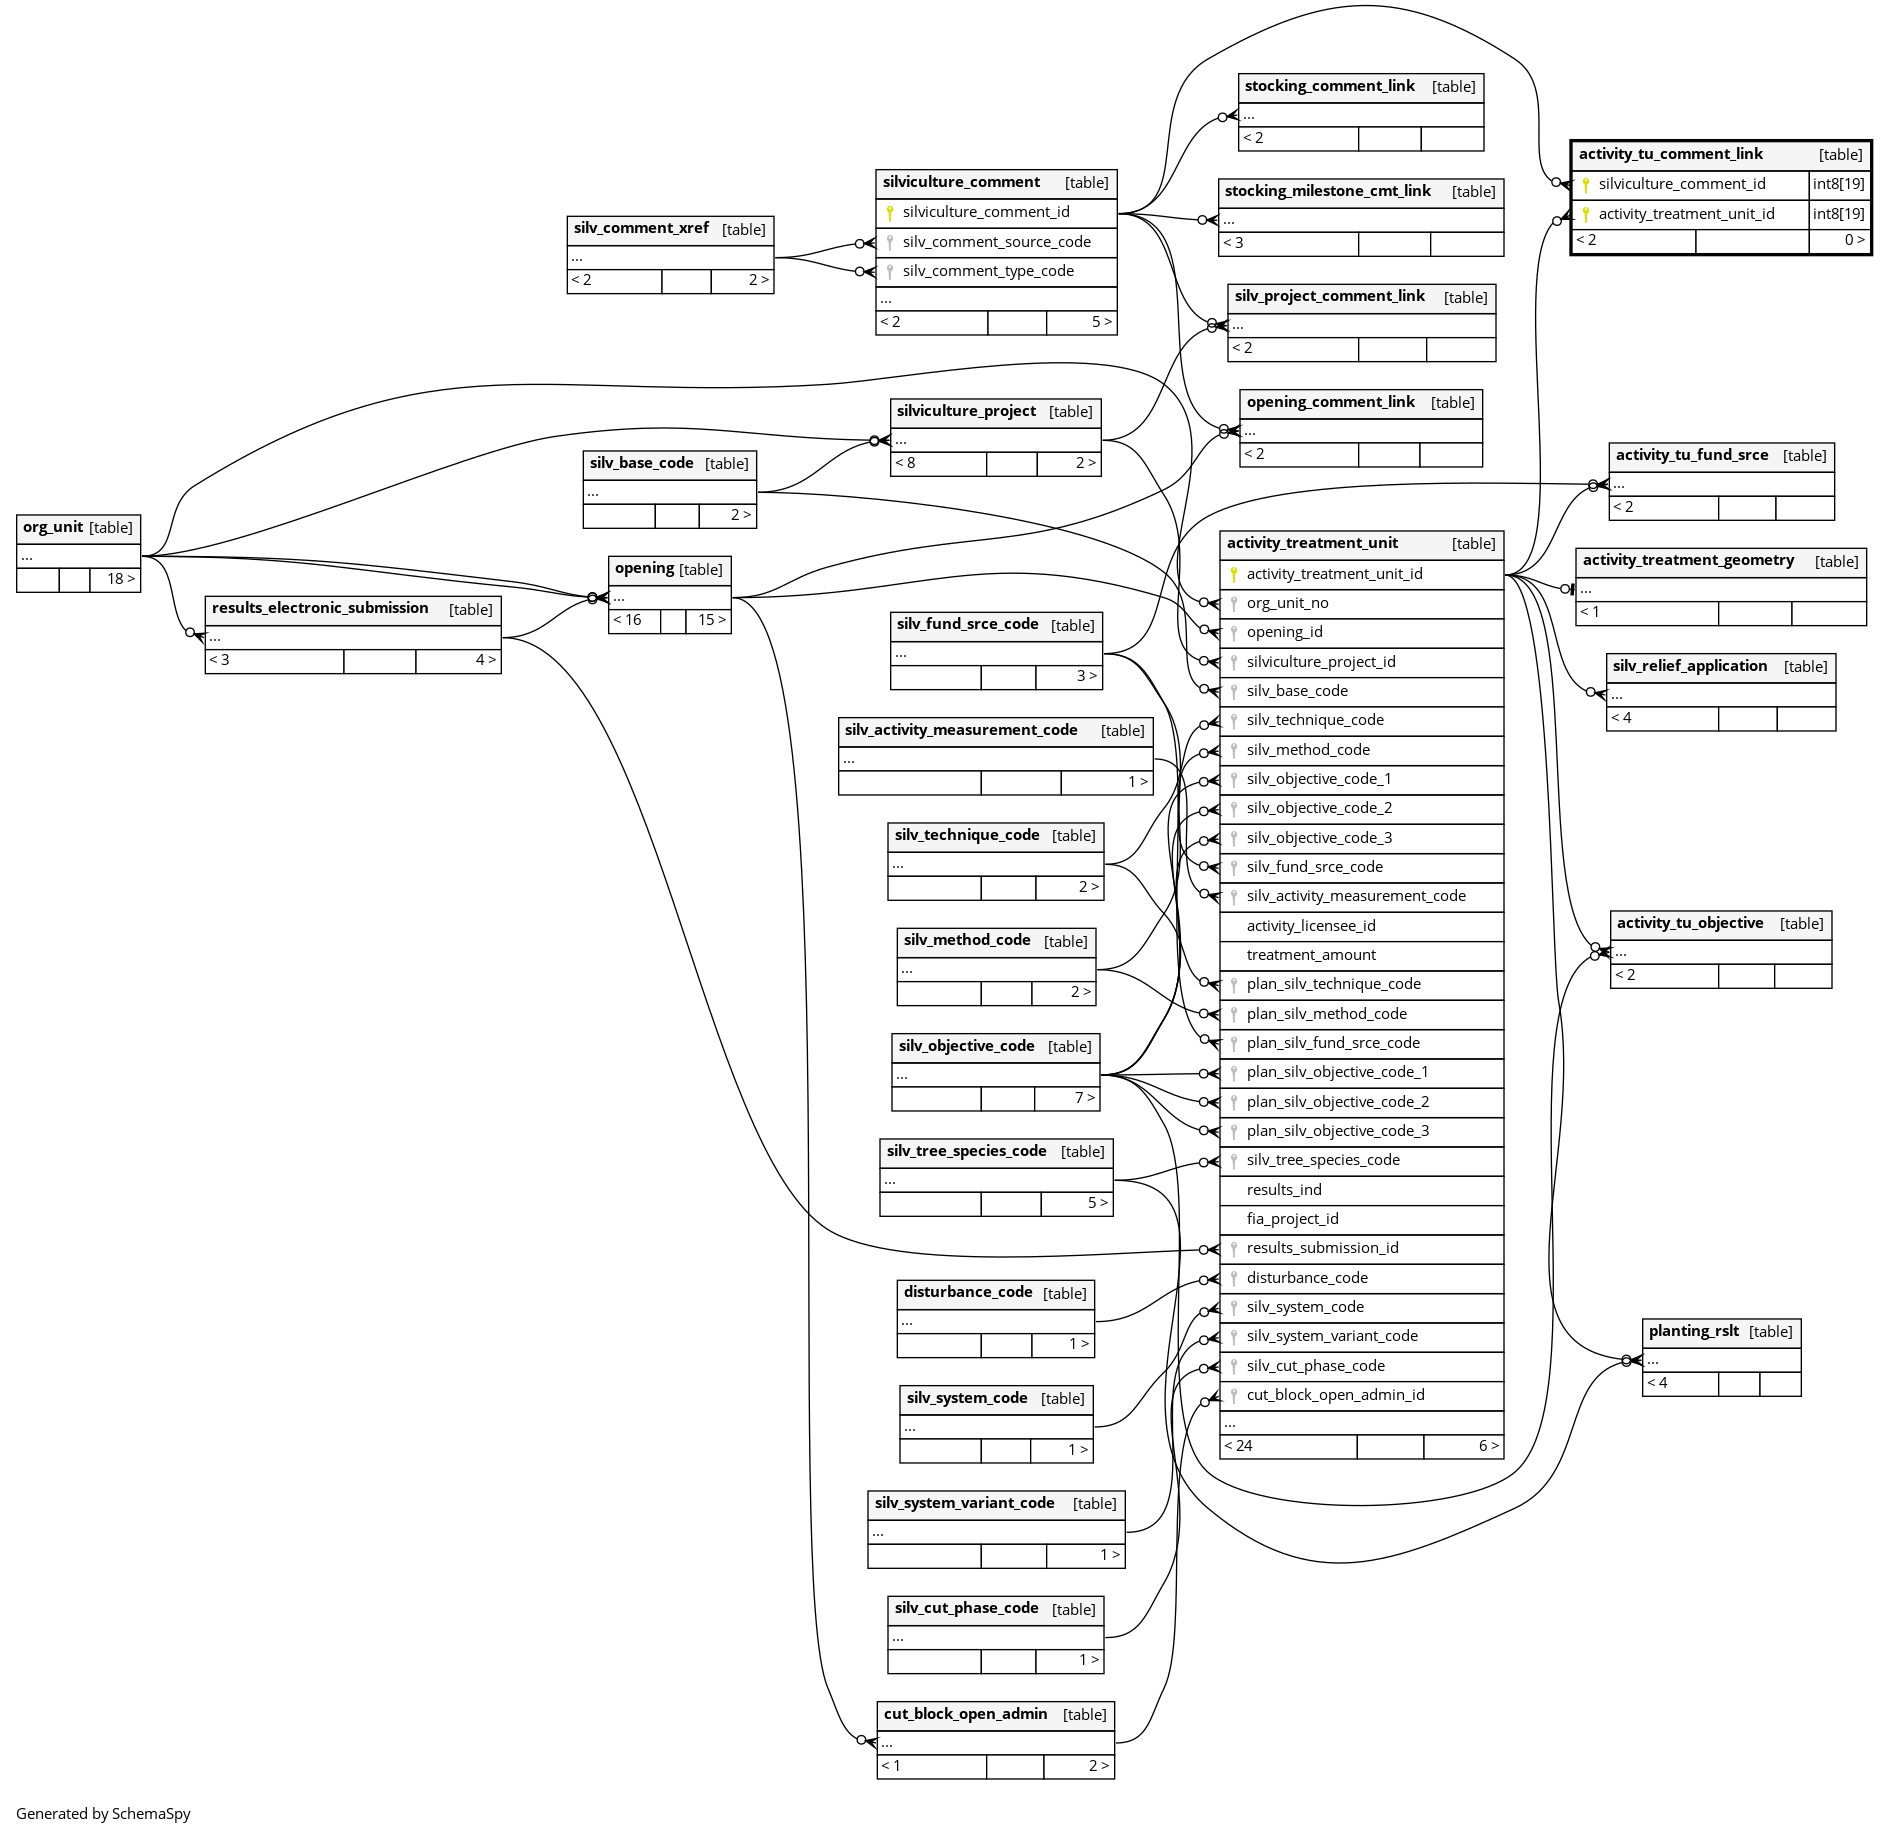 stocking_comment_link [table]
...
< 2
activity_tu_comment_link [table]
silviculture_comment_id int8[19]
activity_treatment_unit_id int8[19]
< 2 0 >
silviculture_comment [table]
silviculture_comment_id
silv_comment_source_code
silv_comment_type_code
...
< 2 5 >
stocking_milestone_cmt_link [table]
...
< 3
silv_comment_xref [table]
...
< 2 2 >
silv_project_comment_link [table]
...
< 2
opening_comment_link [table]
...
< 2
silviculture_project [table]
...
< 8 2 >
silv_base_code [table]
...
2 >
activity_tu_fund_srce [table]
...
< 2
org_unit [table]
...
18 >
opening [table]
...
< 16 15 >
results_electronic_submission [table]
...
< 3 4 >
activity_treatment_unit [table]
activity_treatment_unit_id
org_unit_no
opening_id
silviculture_project_id
silv_base_code
silv_technique_code
silv_method_code
silv_objective_code_1
silv_objective_code_2
silv_objective_code_3
silv_fund_srce_code
silv_activity_measurement_code
activity_licensee_id
treatment_amount
plan_silv_technique_code
plan_silv_method_code
plan_silv_fund_srce_code
plan_silv_objective_code_1
plan_silv_objective_code_2
plan_silv_objective_code_3
silv_tree_species_code
results_ind
fia_project_id
results_submission_id
disturbance_code
silv_system_code
silv_system_variant_code
silv_cut_phase_code
cut_block_open_admin_id
...
< 24 6 >
activity_treatment_geometry [table]
...
< 1
silv_relief_application [table]
...
< 4
silv_fund_srce_code [table]
...
3 >
silv_activity_measurement_code [table]
...
1 >
silv_technique_code [table]
...
2 >
silv_method_code [table]
...
2 >
activity_tu_objective [table]
...
< 2
silv_objective_code [table]
...
7 >
silv_tree_species_code [table]
...
5 >
disturbance_code [table]
...
1 >
planting_rslt [table]
...
< 4
silv_system_code [table]
...
1 >
silv_system_variant_code [table]
...
1 >
silv_cut_phase_code [table]
...
1 >
cut_block_open_admin [table]
...
< 1 2 >
Generated by SchemaSpy